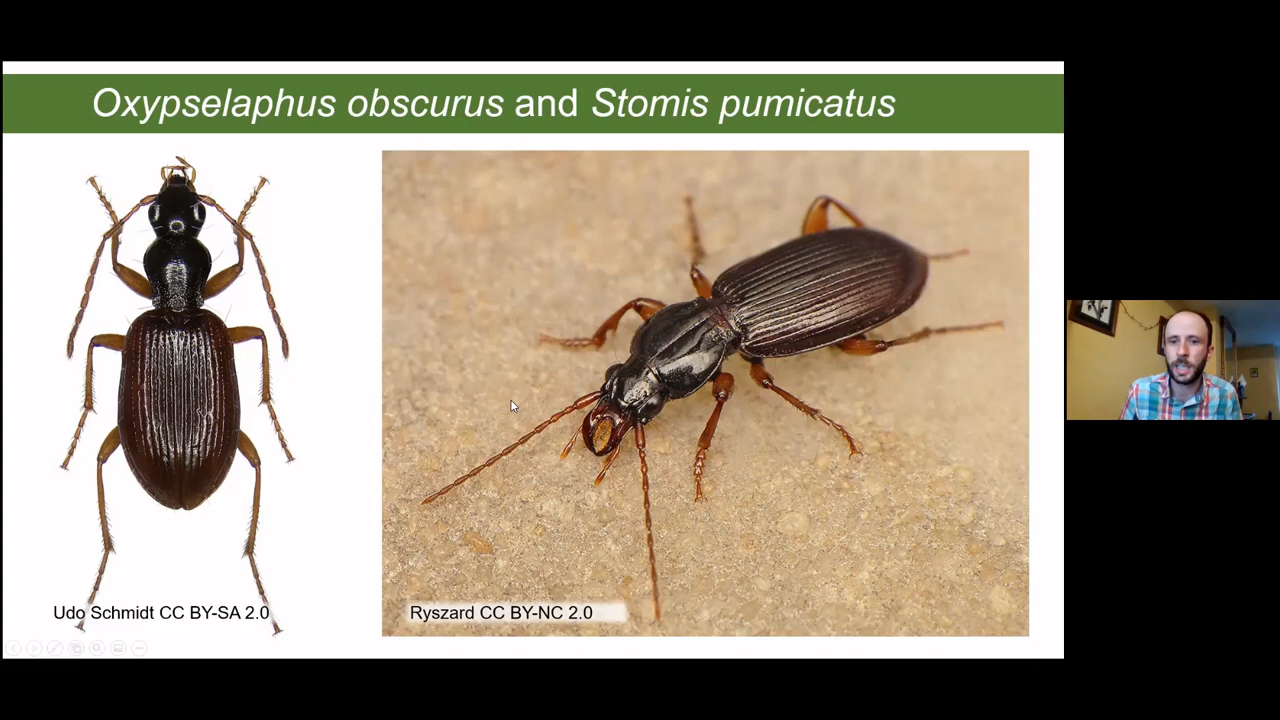 Oxypselaphus obscurus and Stomis pumicatus
Udo Schmidt CC BY-SA 2.0
Ryszard CC BY-NC 2.0